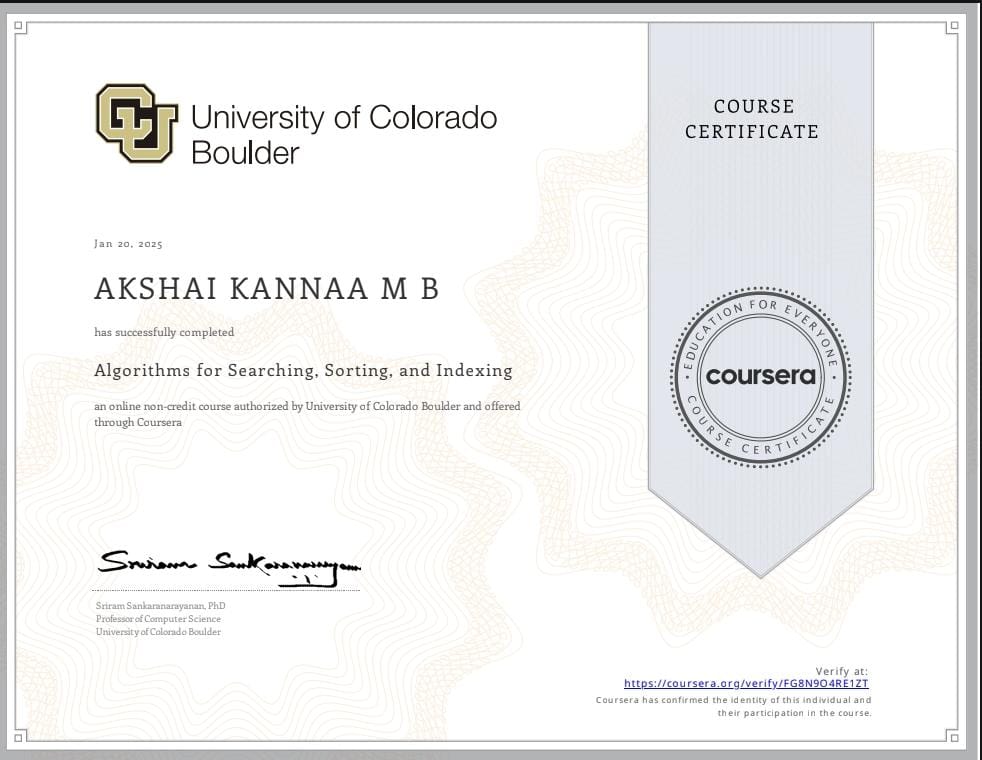 CU
University of Colorado
Boulder
COURSE
CERTIFICATE
Jan 20, 2025
AKSHAI KANNAA M B
has successfully completed
Algorithms for Searching, Sorting, and Indexing
an online non-credit course authorized by University of Colorado Boulder and offered
through Coursera
EDUCATION FOR EVERYONE
coursera
COURSE CERTIFICATE
Sriram Sankaranarayanan
Sriram Sankaranarayanan, PhD
Professor of Computer Science
University of Colorado Boulder
Verify at:
https://coursera.org/verify/FG8N9O4RE1ZT
Coursera has confirmed the identity of this individual and
their participation in the course.